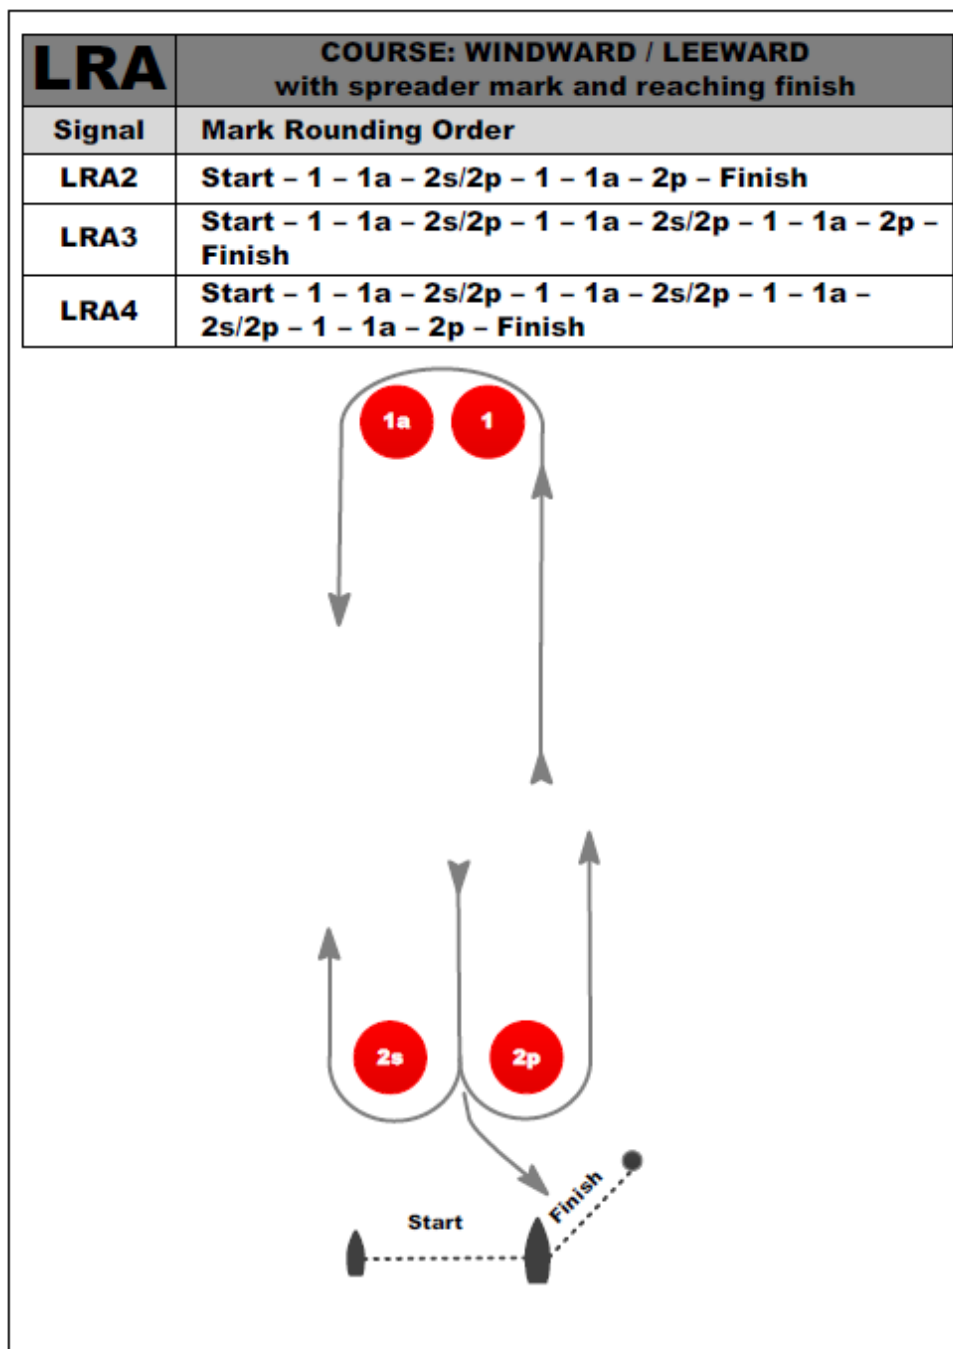 LRA
COURSE: WINDWARD / LEEWARD
with spreader mark and reaching finish
Signal
Mark Rounding Order
LRA2
Start – 1 – 1a – 2s/2p – 1 – 1a – 2p – Finish
LRA3
Start – 1 – 1a – 2s/2p – 1 – 1a – 2s/2p – 1 – 1a – 2p –
Finish
LRA4
Start – 1 – 1a – 2s/2p – 1 – 1a – 2s/2p – 1 – 1a –
2s/2p – 1 – 1a – 2p – Finish
1a
1
2s
2p
Finish
Start